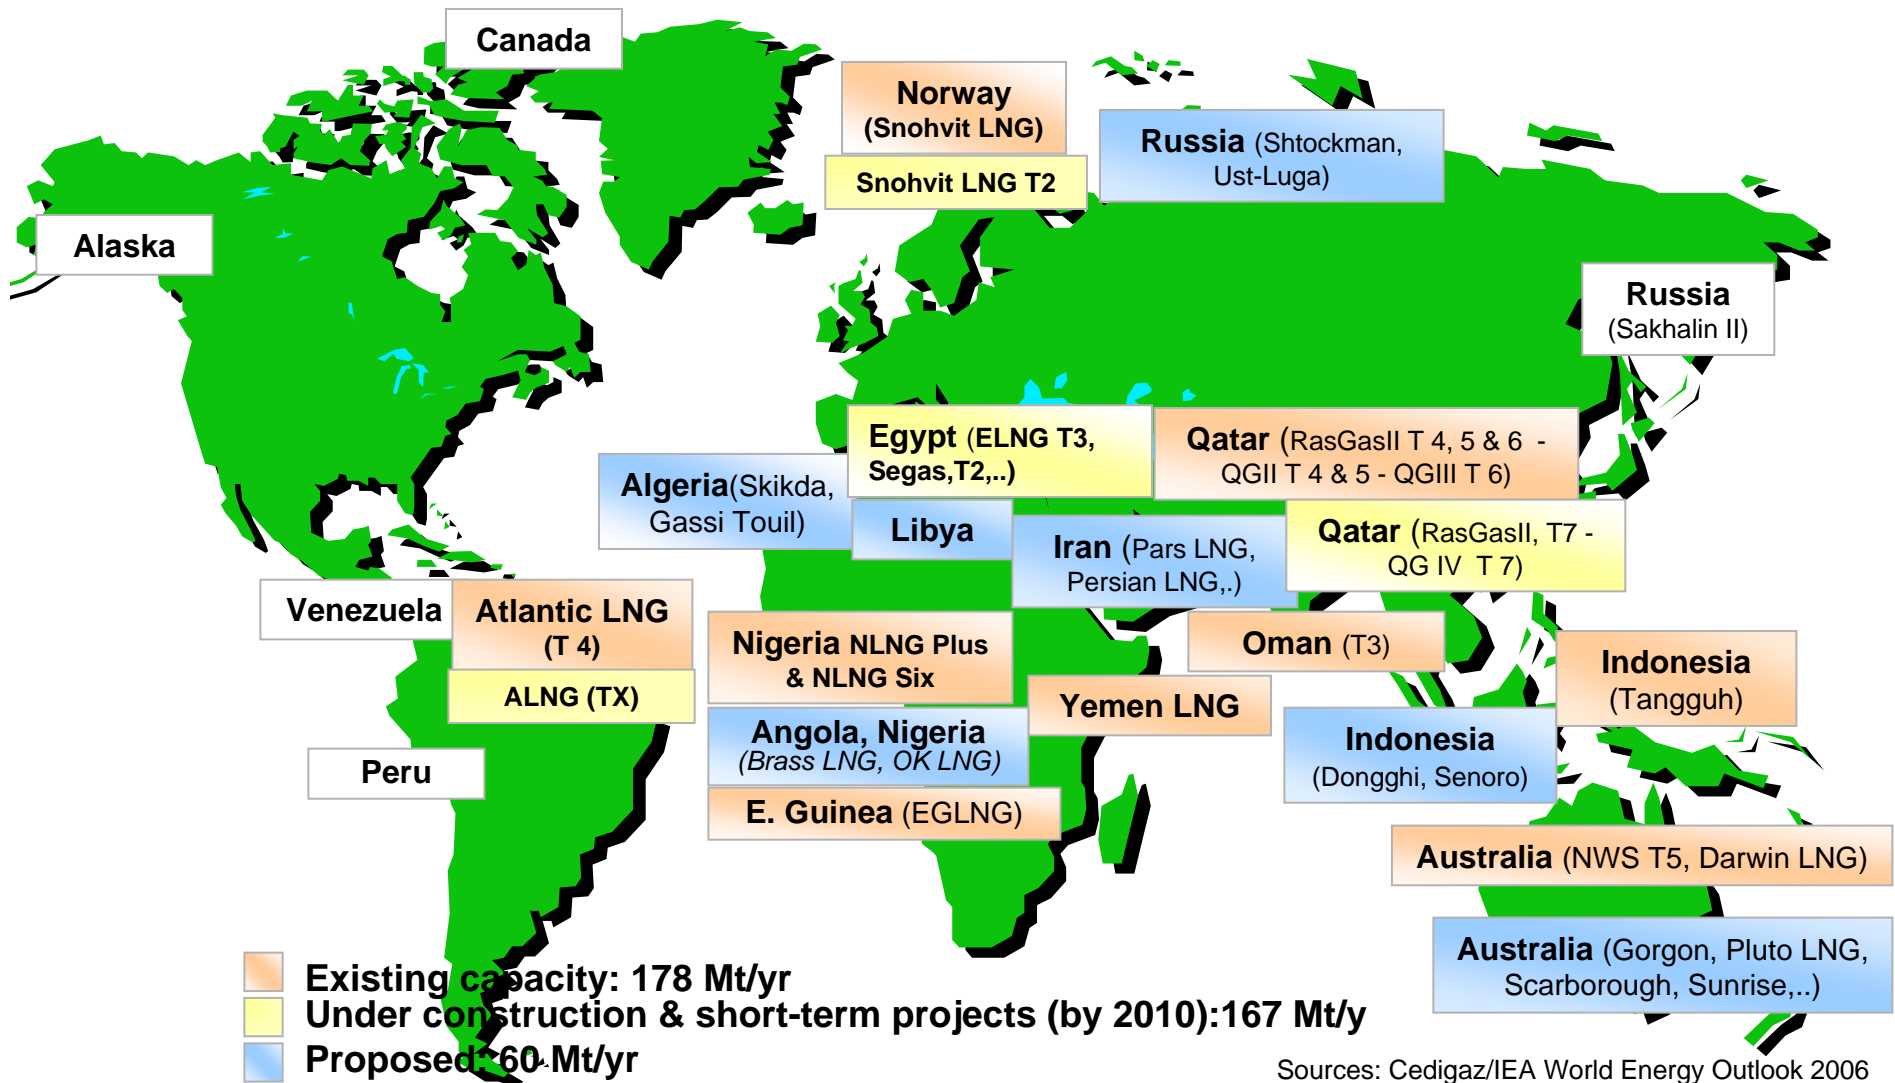 Canada
Norway
(Snohvit LNG)
Snohvit LNG T2
Russia (Shtockman,
Ust-Luga)
Alaska
Russia
(Sakhalin II)
Egypt (ELNG T3,
Segas,T2,..)
Qatar (RasGasII T 4, 5 & 6 -
QGII T 4 & 5 - QGIII T 6)
Algeria(Skikda,
Gassi Touil)
Libya
Iran (Pars LNG,
Persian LNG,.)
Qatar (RasGasII, T7 -
QG IV T 7)
Venezuela
Atlantic LNG
(T 4)
ALNG (TX)
Nigeria NLNG Plus
& NLNG Six
Oman (T3)
Indonesia
(Tangguh)
Yemen LNG
Angola, Nigeria
(Brass LNG, OK LNG)
Indonesia
(Dongghi, Senoro)
Peru
E. Guinea (EGLNG)
Australia (NWS T5, Darwin LNG)
Australia (Gorgon, Pluto LNG,
Scarborough, Sunrise,..)
Existing capacity: 178 Mt/yr
Under construction & short-term projects (by 2010):167 Mt/y
Proposed: 60 Mt/yr
Sources: Cedigaz/IEA World Energy Outlook 2006